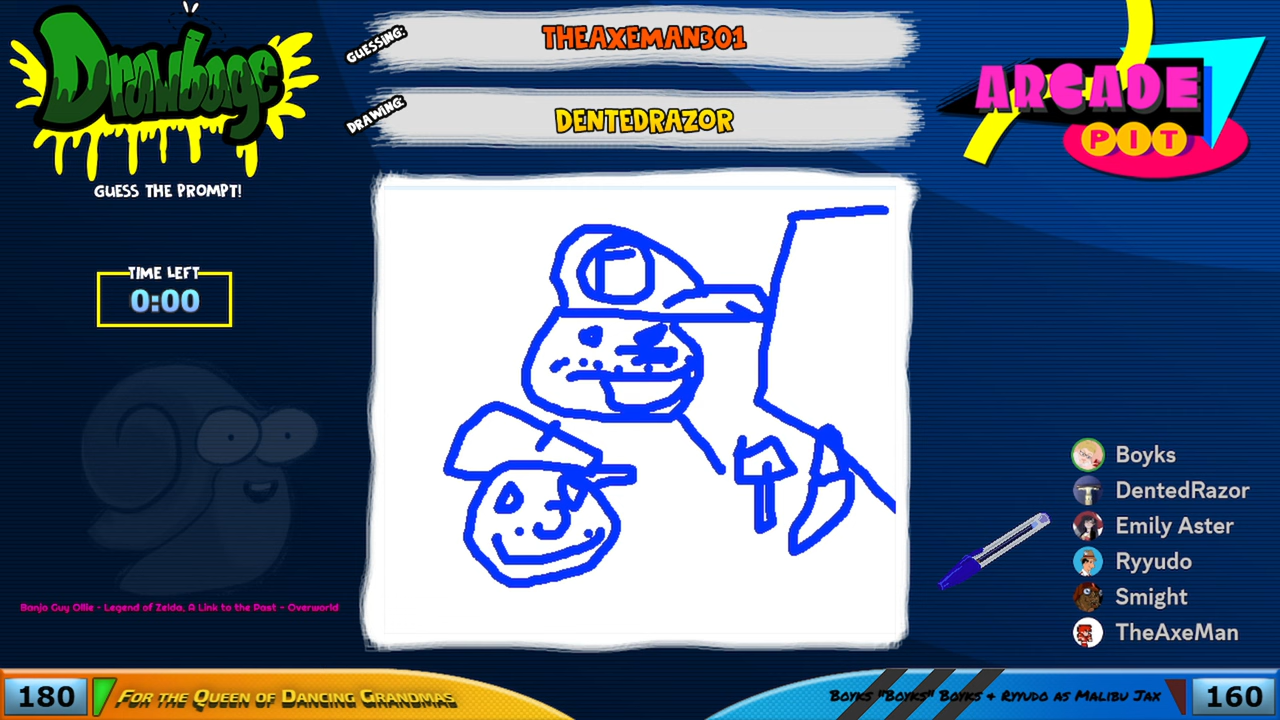 Drawbage
GUESS THE PROMPT!
GUESSING:
THEAXEMAN301
DRAWING:
DENTEDRAZOR
ARCADE
PIT
TIME LEFT
0:00
Banjo Guy Ollie - Legend of Zelda, A Link to the Past - Overworld
Boyks
DentedRazor
Emily Aster
Ryyudo
Smight
TheAxeMan
180
For the Queen of Dancing Grandmas
Boyks "Boyks" Boyks & Ryyudo as Malibu Jax
160